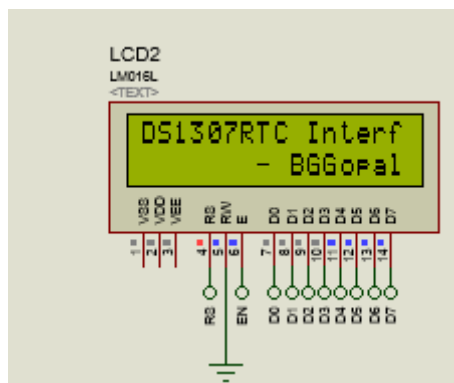 LCD2
LM016L
<TEXT>
DS1307RTC Interf
- BGGopal
VSS VDD VEE RS RW E D0 D1 D2 D3 D4 D5 D6 D7
1 2 3 4 5 6 7 8 9 10 11 12 13 14
RS EN D0 D1 D2 D3 D4 D5 D6 D7